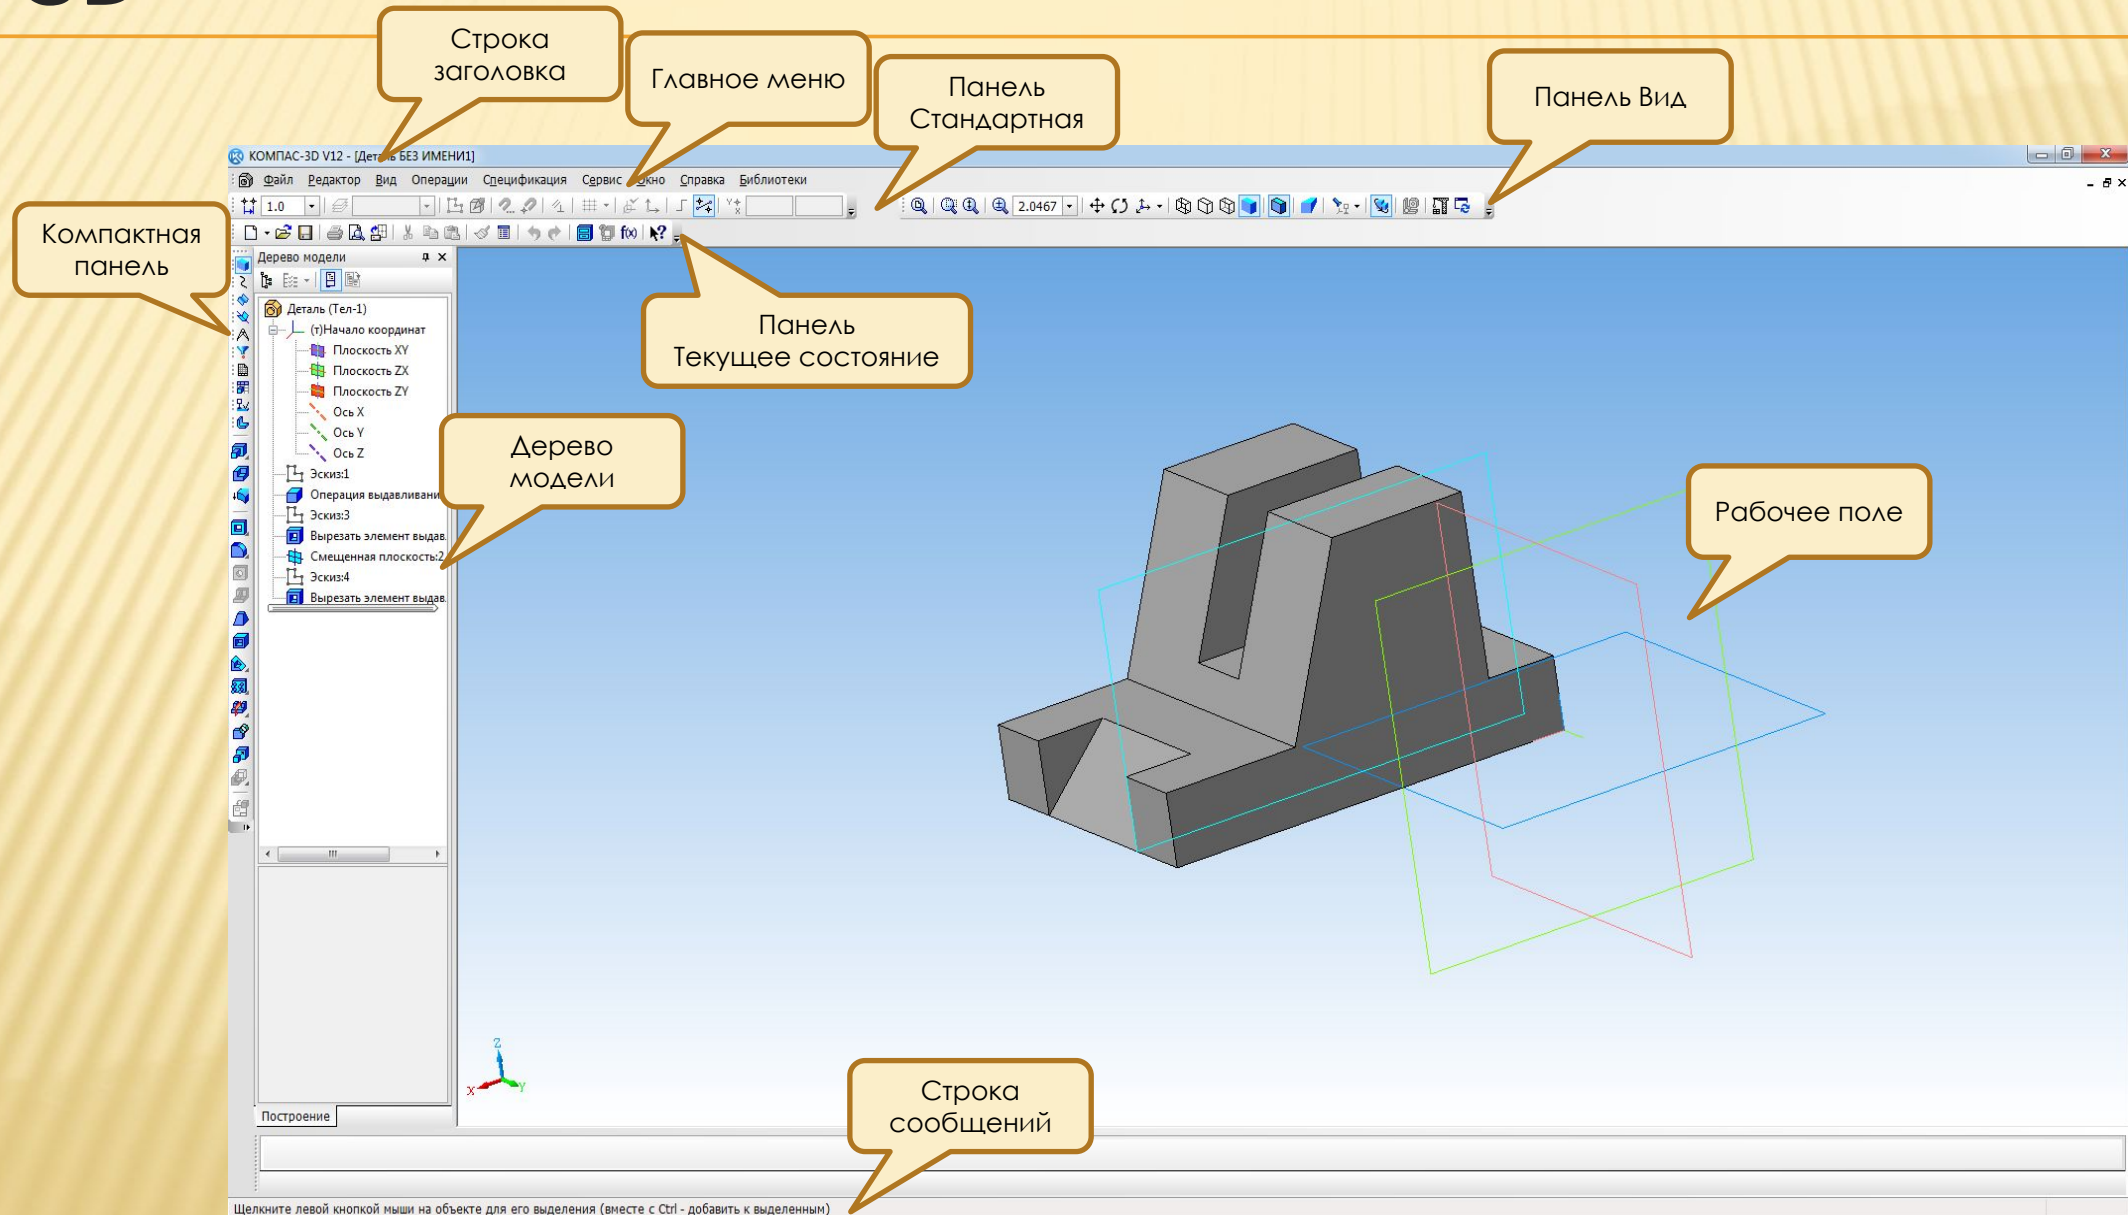 3D
Строка
заголовка
Главное меню
Панель
Стандартная
Панель Вид
КОМПАС-3D V12 - [Деталь БЕЗ ИМЕНИ1]
Файл Редактор Вид Операции Спецификация Сервис Окно Справка Библиотеки
1.0
2.0467
Компактная
панель
Дерево модели
Деталь (Тел-1)
(т)Начало координат
Плоскость XY
Плоскость ZX
Плоскость ZY
Ось X
Ось Y
Ось Z
Эскиз:1
Операция выдавливани
Эскиз:3
Вырезать элемент выдав
Смещенная плоскость:2
Эскиз:4
Вырезать элемент выдав
Панель
Текущее состояние
Дерево
модели
Рабочее поле
Z
X
Y
Построение
Строка
сообщений
Щелкните левой кнопкой мыши на объекте для его выделения (вместе с Ctrl - добавить к выделенным)